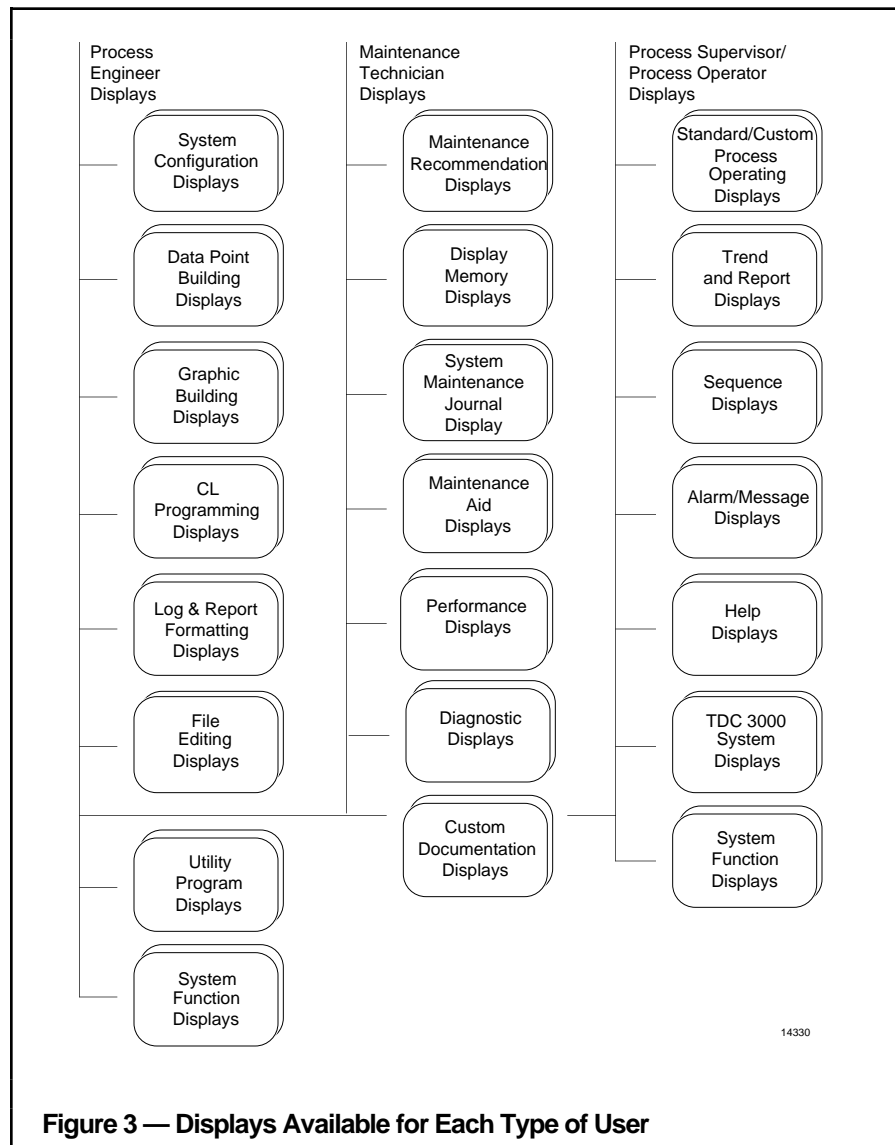 Process
Engineer
Displays
System
Configuration
Displays
Data Point
Building
Displays
Graphic
Building
Displays
CL
Programming
Displays
Log & Report
Formatting
Displays
File
Editing
Displays
Utility
Program
Displays
System
Function
Displays
Maintenance
Technician
Displays
Maintenance
Recommendation
Displays
Display
Memory
Displays
System
Maintenance
Journal
Display
Maintenance
Aid
Displays
Performance
Displays
Diagnostic
Displays
Custom
Documentation
Displays
Process Supervisor/
Process Operator
Displays
Standard/Custom
Process
Operating
Displays
Trend
and Report
Displays
Sequence
Displays
Alarm/Message
Displays
Help
Displays
TDC 3000
System
Displays
System
Function
Displays
14330
Figure 3 — Displays Available for Each Type of User